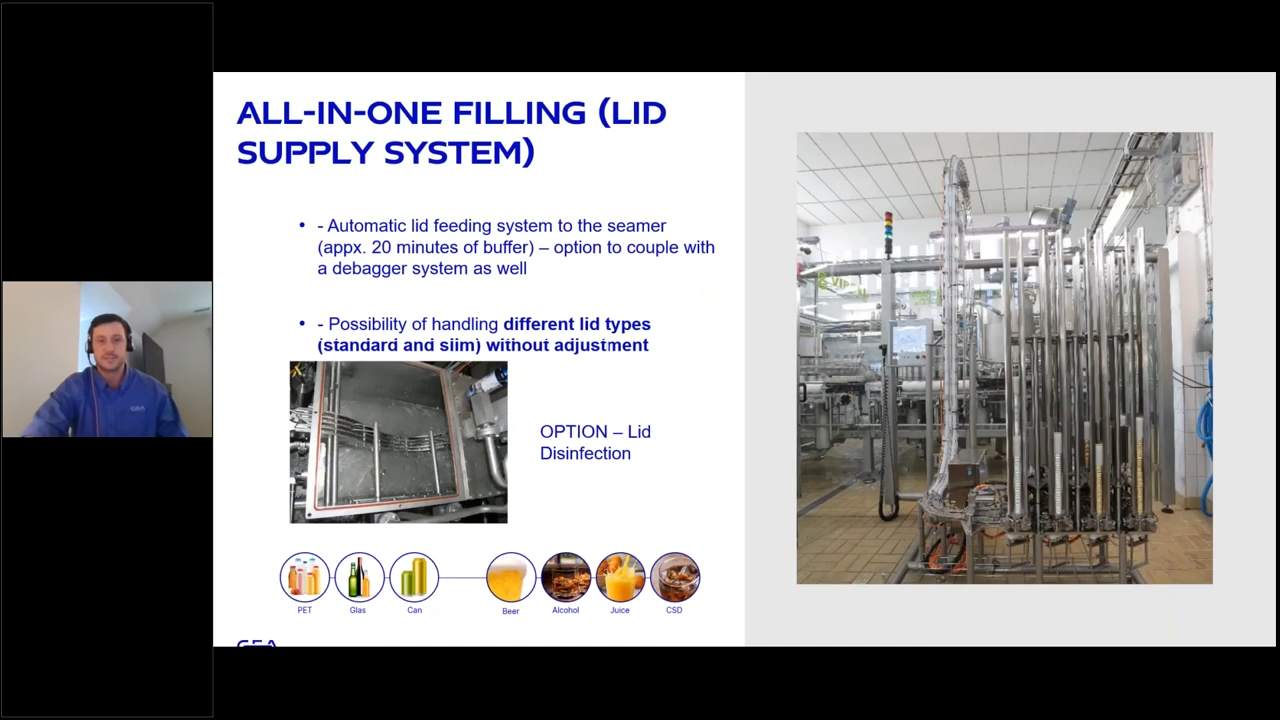 ALL-IN-ONE FILLING (LID
SUPPLY SYSTEM)
• - Automatic lid feeding system to the seamer
(appx. 20 minutes of buffer) – option to couple with
a debagger system as well
• - Possibility of handling different lid types
(standard and slim) without adjustment
OPTION – Lid
Disinfection
PET
Glas
Can
Beer
Alcohol
Juice
CSD
GEA
GEA